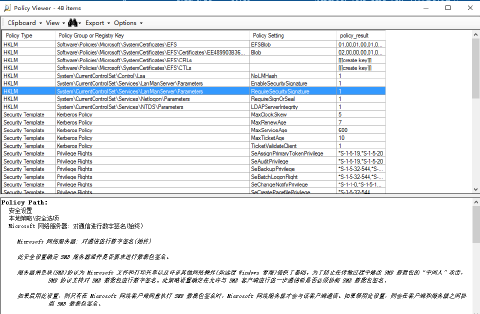 Policy Viewer - 48 items
Clipboard View Export Options
Policy Type Policy Group or Registry Key Policy Setting policy_result
HKLM Software\Policies\Microsoft\SystemCertificates\EFS EFSBlob 01,00,01,00,01,0...
HKLM Software\Policies\Microsoft\SystemCertificates\EFS\Certificates\EE489903B36... Blob 02,00,00,00,01,0...
HKLM Software\Policies\Microsoft\SystemCertificates\EFS\CRLs [[create key]]
HKLM Software\Policies\Microsoft\SystemCertificates\EFS\CTLs [[create key]]
HKLM System\CurrentControlSet\Control\Lsa NoLMHash 1
HKLM System\CurrentControlSet\Services\LanManServer\Parameters EnableSecuritySignature 1
HKLM System\CurrentControlSet\Services\LanManServer\Parameters RequireSecuritySignature 1
HKLM System\CurrentControlSet\Services\Netlogon\Parameters RequireSignOrSeal 1
HKLM System\CurrentControlSet\Services\NTDS\Parameters LDAPServerIntegrity 1
Security Template Kerberos Policy MaxClockSkew 5
Security Template Kerberos Policy MaxRenewAge 7
Security Template Kerberos Policy MaxServiceAge 600
Security Template Kerberos Policy MaxTicketAge 10
Security Template Kerberos Policy TicketValidateClient 1
Security Template Privilege Rights SeAssignPrimaryTokenPrivilege *S-1-5-19,*S-1-5-20
Security Template Privilege Rights SeAuditPrivilege *S-1-5-19,*S-1-5-20
Security Template Privilege Rights SeBackupPrivilege *S-1-5-32-544,*S-...
Security Template Privilege Rights SeBatchLogonRight *S-1-5-32-544,*S-...
Security Template Privilege Rights SeChangeNotifyPrivilege *S-1-1-0,*S-1-5-1...
Security Template Privilege Rights SeCreatePagefilePrivilege *S-1-5-32-544
Policy Path:
安全设置
本地策略\安全选项
Microsoft 网络服务器: 对通信进行数字签名(始终)
Microsoft 网络服务器: 对通信进行数字签名(始终)
此安全设置确定 SMB 服务器组件是否要求进行数据包签名。
服务器消息块(SMB)协议为 Microsoft 文件和打印共享以及许多其他网络操作(如远程 Windows 管理)提供了基础。为了防止在传输过程中修改 SMB 数据包的“中间人”攻击,
SMB 协议支持对 SMB 数据包进行数字签名。此策略设置确定在允许与 SMB 客户端进行进一步通信前是否必须协商 SMB 数据包签名。
如果启用此设置, 则只有在 Microsoft 网络客户端同意执行 SMB 数据包签名时, Microsoft 网络服务器才会与该客户端通信。如果禁用此设置, 则会在客户端和服务器之间协
商 SMB 数据包签名。